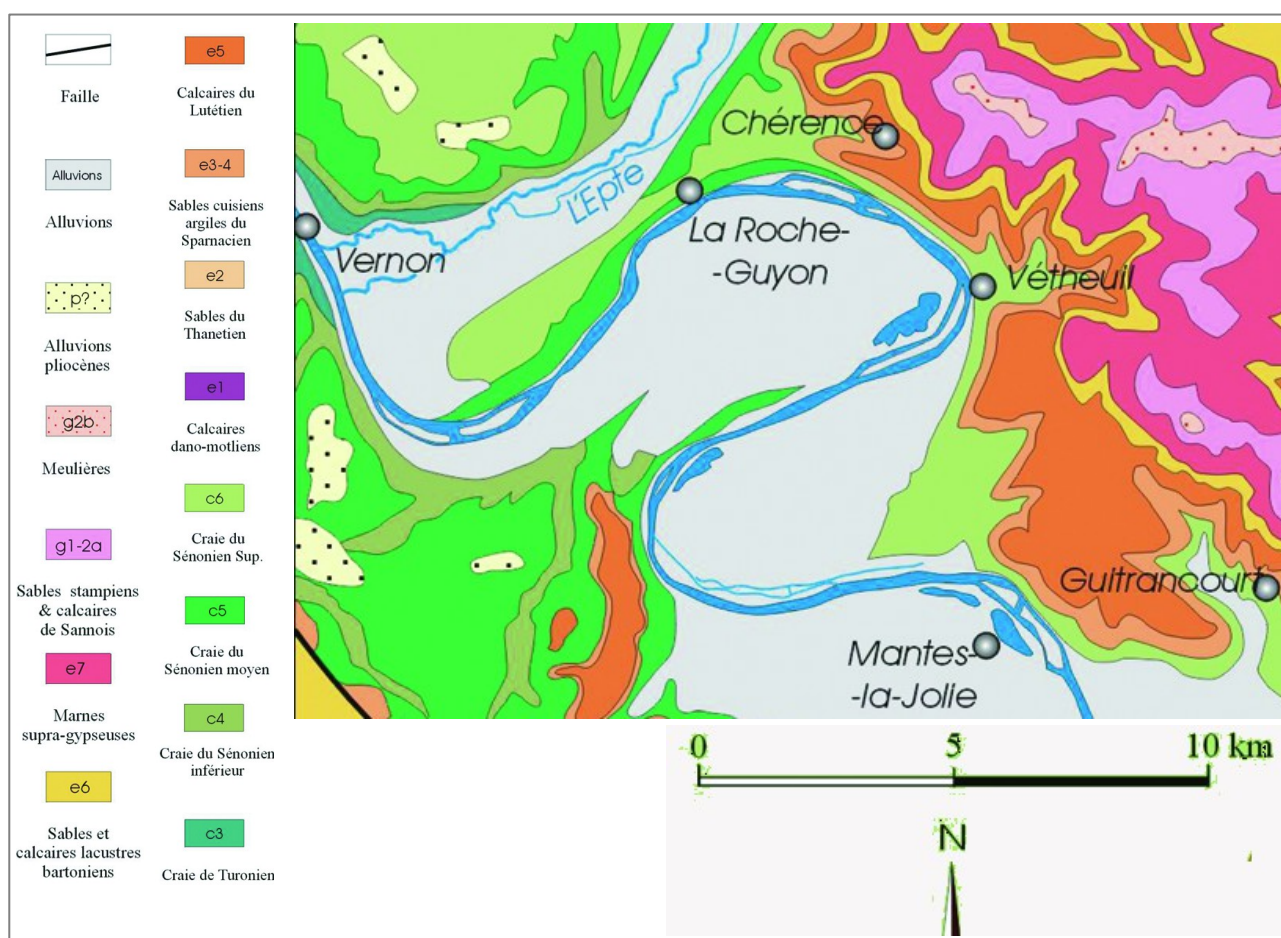 Faille
Alluvions
Alluvions
p?
Alluvions
pliocènes
g2b
Meulières
g1-2a
Sables stampiens
& calcaires
de Sannois
e7
Marnes
supra-gypseuses
e6
Sables et
calcaires lacustres
bartoniens
e5
Calcaires du
Lutétien
e3-4
Sables cuisiens
argiles du
Sparnacien
e2
Sables du
Thanetien
e1
Calcaires
dano-motliens
c6
Craie du
Sénonien Sup.
c5
Craie du
Sénonien moyen
c4
Craie du Sénonien
inférieur
c3
Craie de Turonien
Chérence
L'Epte
La Roche-
-Guyon
Vernon
Vétheuil
Guitrancourt
Mantes-
-la-Jolie
0 5 10 km
N